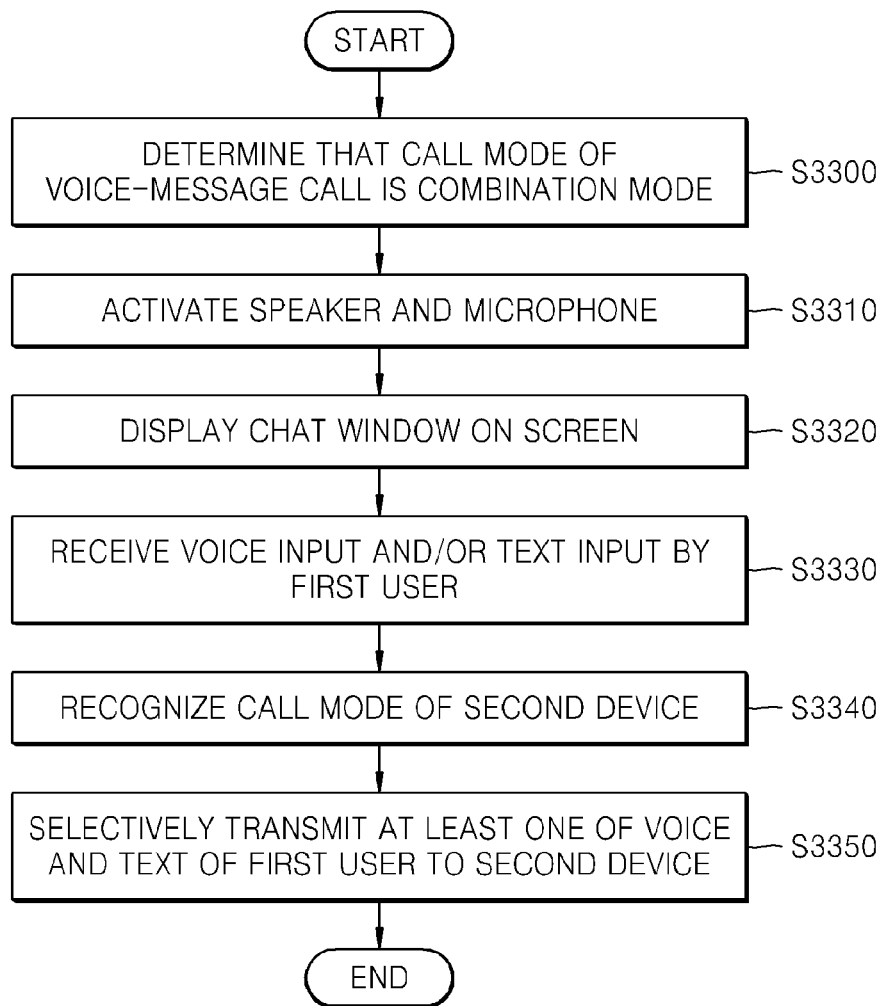 START
DETERMINE THAT CALL MODE OF
VOICE-MESSAGE CALL IS COMBINATION MODE
S3300
ACTIVATE SPEAKER AND MICROPHONE
S3310
DISPLAY CHAT WINDOW ON SCREEN
S3320
RECEIVE VOICE INPUT AND/OR TEXT INPUT BY
FIRST USER
S3330
RECOGNIZE CALL MODE OF SECOND DEVICE
S3340
SELECTIVELY TRANSMIT AT LEAST ONE OF VOICE
AND TEXT OF FIRST USER TO SECOND DEVICE
S3350
END